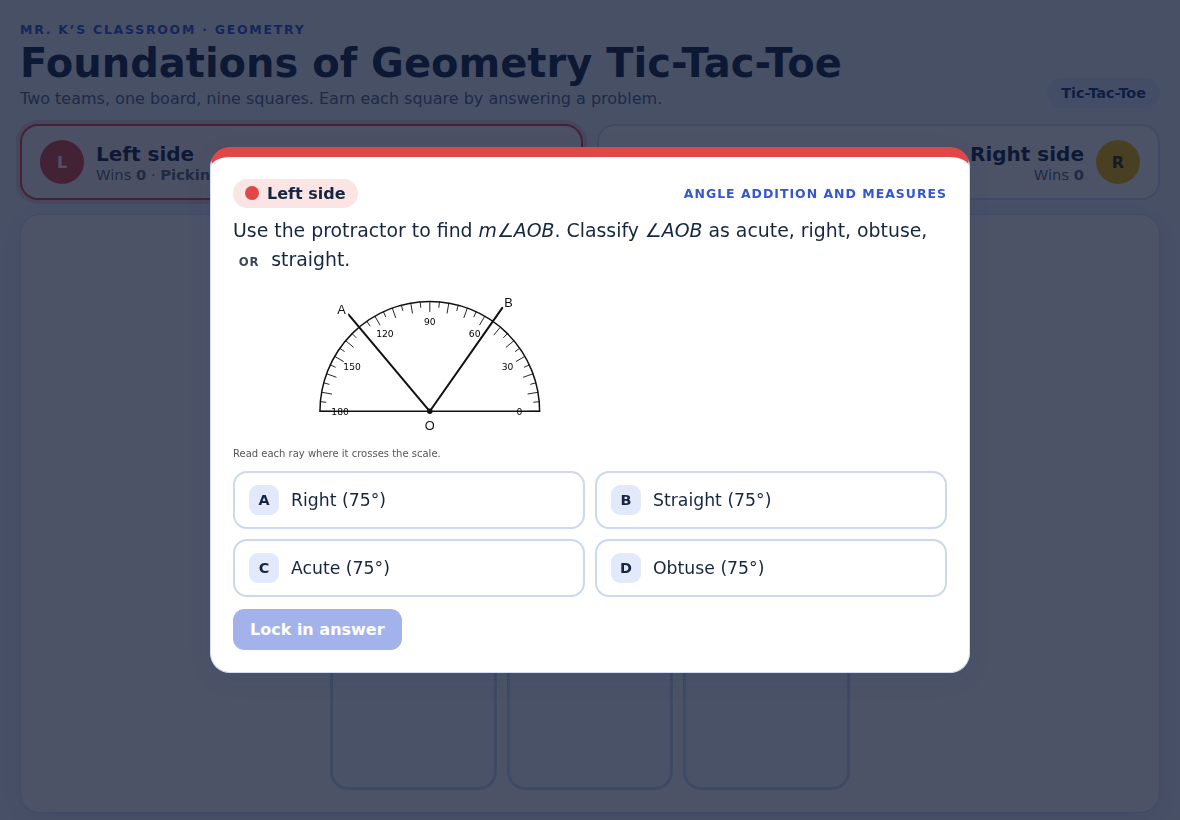 MR. K'S CLASSROOM · GEOMETRY
Foundations of Geometry Tic-Tac-Toe
Two teams, one board, nine squares. Earn each square by answering a problem.
Tic-Tac-Toe
L
Left side
Wins 0 · Pickin
Right side
Wins 0
R
Left side
ANGLE ADDITION AND MEASURES
Use the protractor to find m∠AOB. Classify ∠AOB as acute, right, obtuse,
OR straight.
A
B
90
120
60
150
30
180
0
O
Read each ray where it crosses the scale.
A Right (75°)
B Straight (75°)
C Acute (75°)
D Obtuse (75°)
Lock in answer